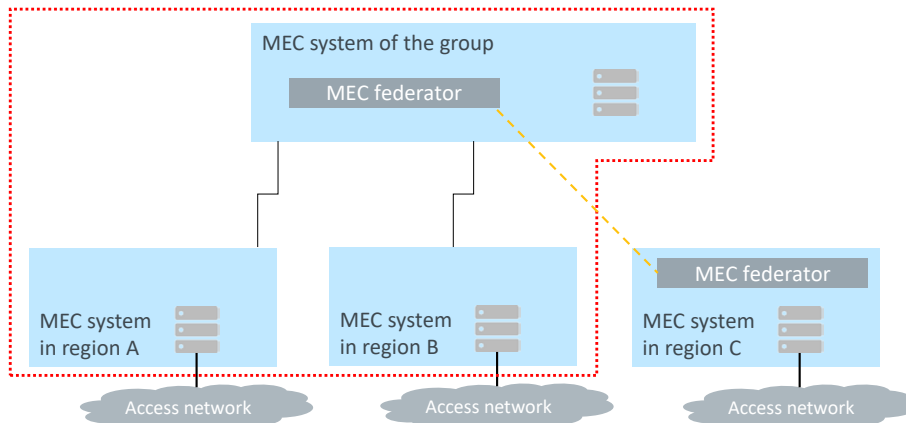 MEC system of the group
MEC federator
MEC federator
MEC system
in region A
MEC system
in region B
MEC system
in region C
Access network
Access network
Access network